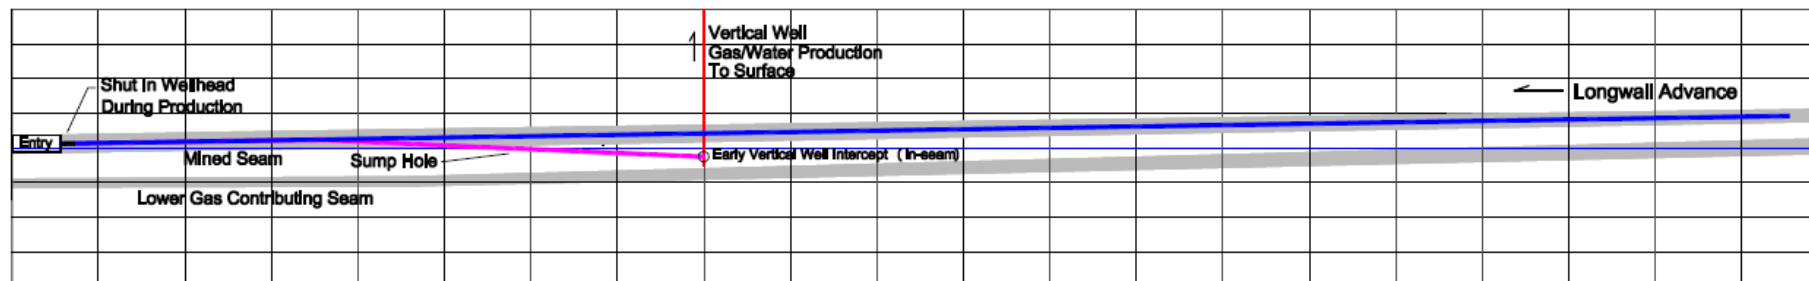 Vertical Well
Gas/Water Production
To Surface
Shut In Wellhead
During Production
Longwall Advance
Entry
Mined Seam
Sump Hole
Early Vertical Well Intercept ( In-seam)
Lower Gas Contributing Seam